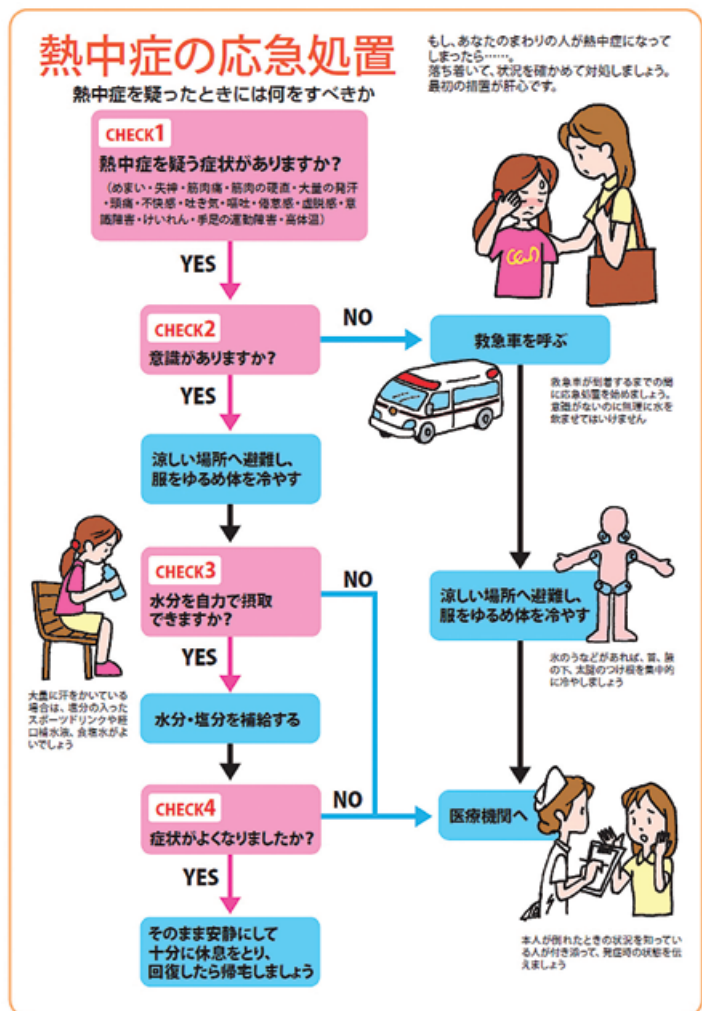 熱中症の応急処置
熱中症を疑ったときには何をすべきか
もし、あなたのまわりの人が熱中症になって
しまったら……。
落ち着いて、状況を確かめて対処しましょう。
最初の措置が肝心です。
CHECK1
熱中症を疑う症状がありますか？
（めまい・失神・筋肉痛・筋肉の硬直・大量の発汗
・頭痛・不快感・吐き気・嘔吐・倦怠感・虚脱感・意
識障害・けいれん・手足の運動障害・高体温）
YES
CHECK2
意識がありますか？
NO
救急車を呼ぶ
救急車が到着するまでの間
に応急処置を始めましょう。
意識がないのに無理に水を
飲ませてはいけません
YES
涼しい場所へ避難し、
服をゆるめ体を冷やす
CHECK3
水分を自力で摂取
できますか？
NO
涼しい場所へ避難し、
服をゆるめ体を冷やす
氷のうなどがあれば、首、腋
の下、太腿のつけ根を集中的
に冷やしましょう
YES
大量に汗をかいている
場合は、塩分の入った
スポーツドリンクや経
口補水液、食塩水がよ
いでしょう
水分・塩分を補給する
CHECK4
症状がよくなりましたか？
NO
医療機関へ
YES
そのまま安静にして
十分に休息をとり、
回復したら帰宅しましょう
本人が倒れたときの状況を知っている
人が付き添って、発症時の状態を伝
えましょう